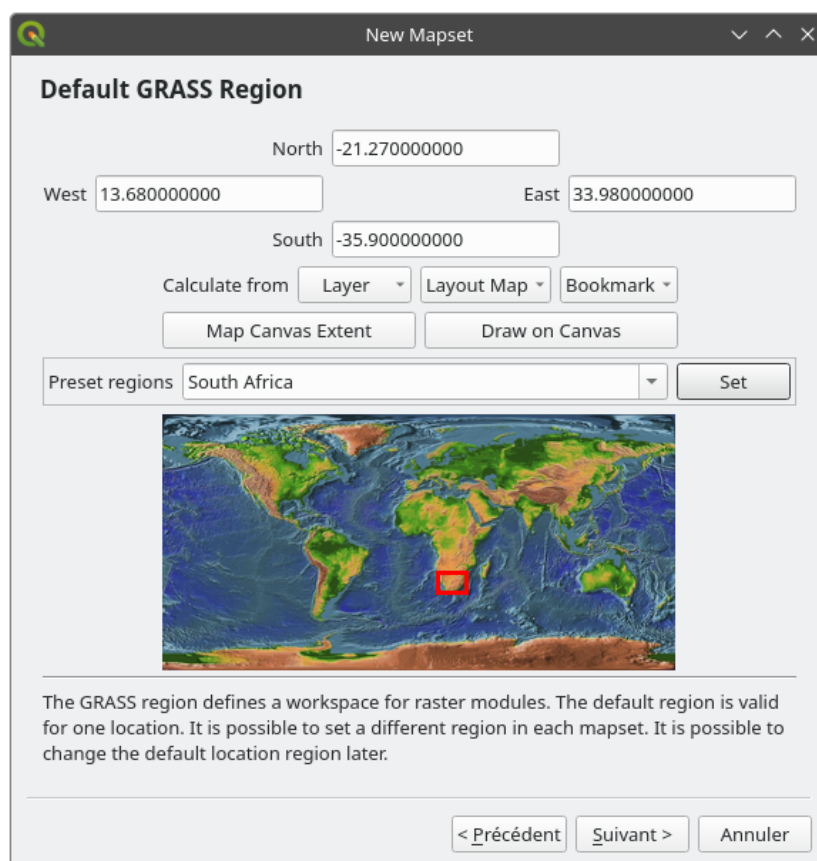 New Mapset
Default GRASS Region
North -21.270000000
West 13.680000000 East 33.980000000
South -35.900000000
Calculate from Layer Layout Map Bookmark
Map Canvas Extent Draw on Canvas
Preset regions South Africa Set
The GRASS region defines a workspace for raster modules. The default region is valid
for one location. It is possible to set a different region in each mapset. It is possible to
change the default location region later.
< Précédent Suivant > Annuler